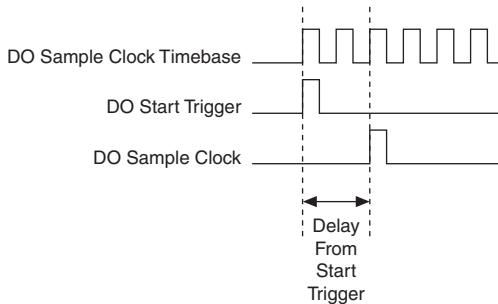 DO Sample Clock Timebase
DO Start Trigger
DO Sample Clock
Delay
From
Start
Trigger